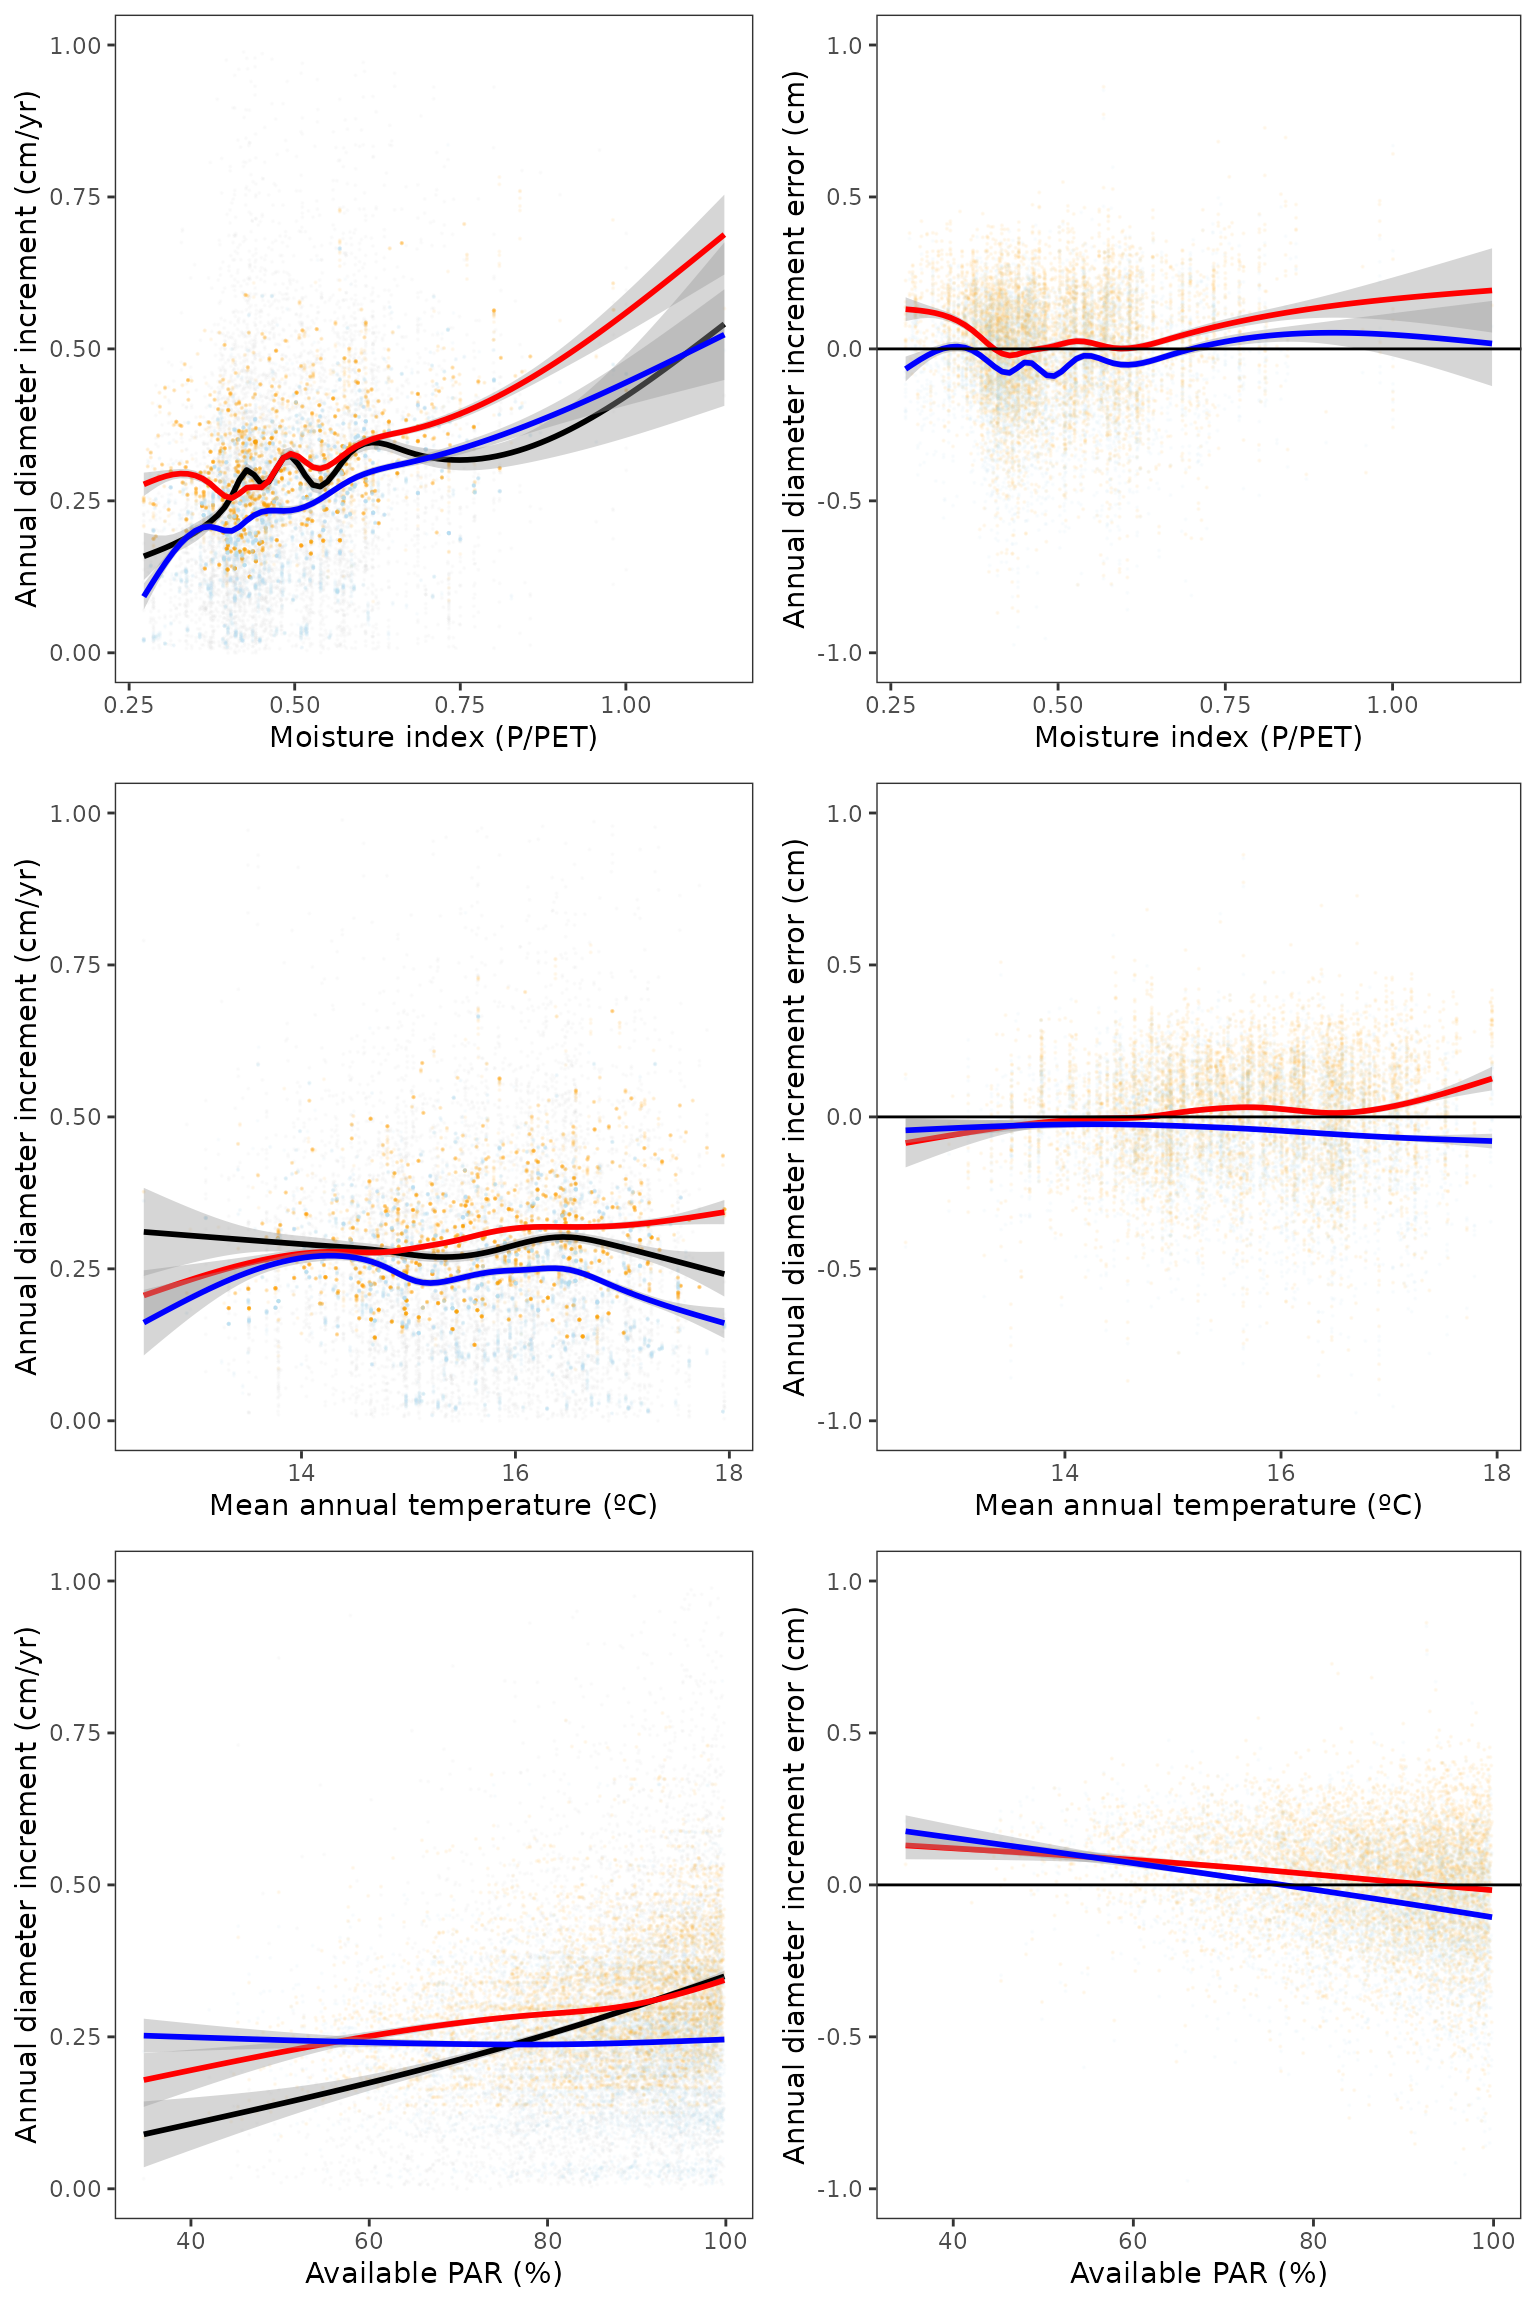 Annual diameter increment (cm/yr)
1.00
0.75
0.50
0.25
0.00
0.25 0.50 0.75 1.00
Moisture index (P/PET)
Annual diameter increment error (cm)
1.0
0.5
0.0
-0.5
-1.0
0.25 0.50 0.75 1.00
Moisture index (P/PET)
Annual diameter increment (cm/yr)
1.00
0.75
0.50
0.25
0.00
14 16 18
Mean annual temperature (ºC)
Annual diameter increment error (cm)
1.0
0.5
0.0
-0.5
-1.0
14 16 18
Mean annual temperature (ºC)
Annual diameter increment (cm/yr)
1.00
0.75
0.50
0.25
0.00
40 60 80 100
Available PAR (%)
Annual diameter increment error (cm)
1.0
0.5
0.0
-0.5
-1.0
40 60 80 100
Available PAR (%)